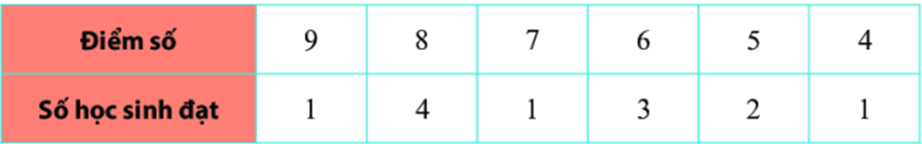 Điểm số 9 8 7 6 5 4
Số học sinh đạt 1 4 1 3 2 1